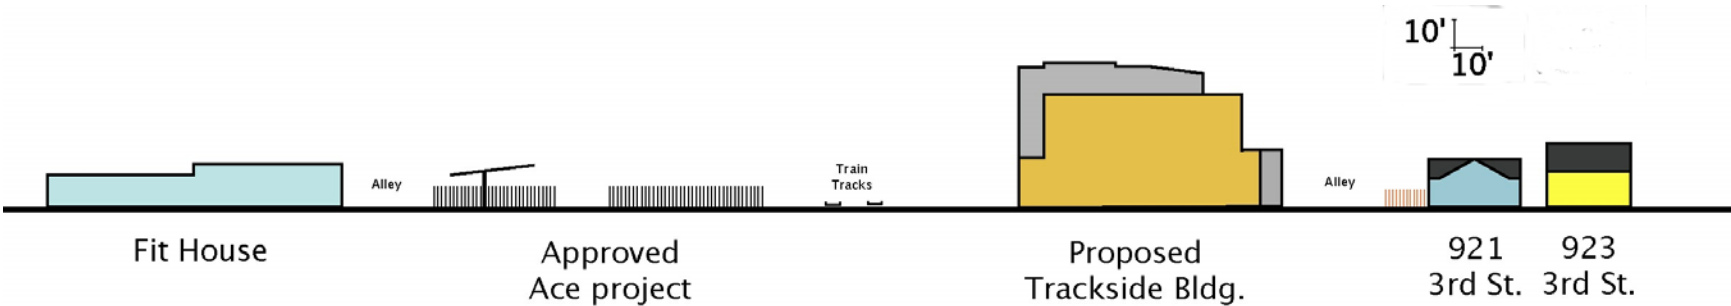 10'
10'
Alley
Train
Tracks
Alley
Fit House
Approved
Ace project
Proposed
Trackside Bldg.
921
3rd St.
923
3rd St.